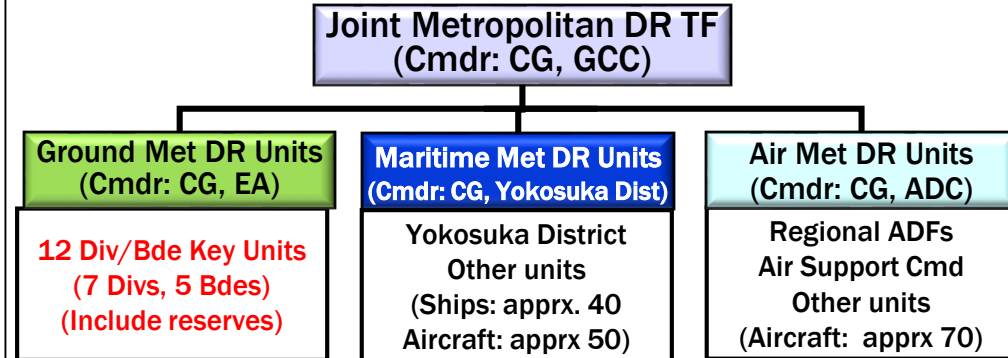 Joint Metropolitan DR TF
(Cmdr: CG, GCC)
Ground Met DR Units
(Cmdr: CG, EA)
12 Div/Bde Key Units
(7 Divs, 5 Bdes)
(Include reserves)
Maritime Met DR Units
(Cmdr: CG, Yokosuka Dist)
Yokosuka District
Other units
(Ships: apprx. 40
Aircraft: apprx 50)
Air Met DR Units
(Cmdr: CG, ADC)
Regional ADFs
Air Support Cmd
Other units
(Aircraft: apprx 70)